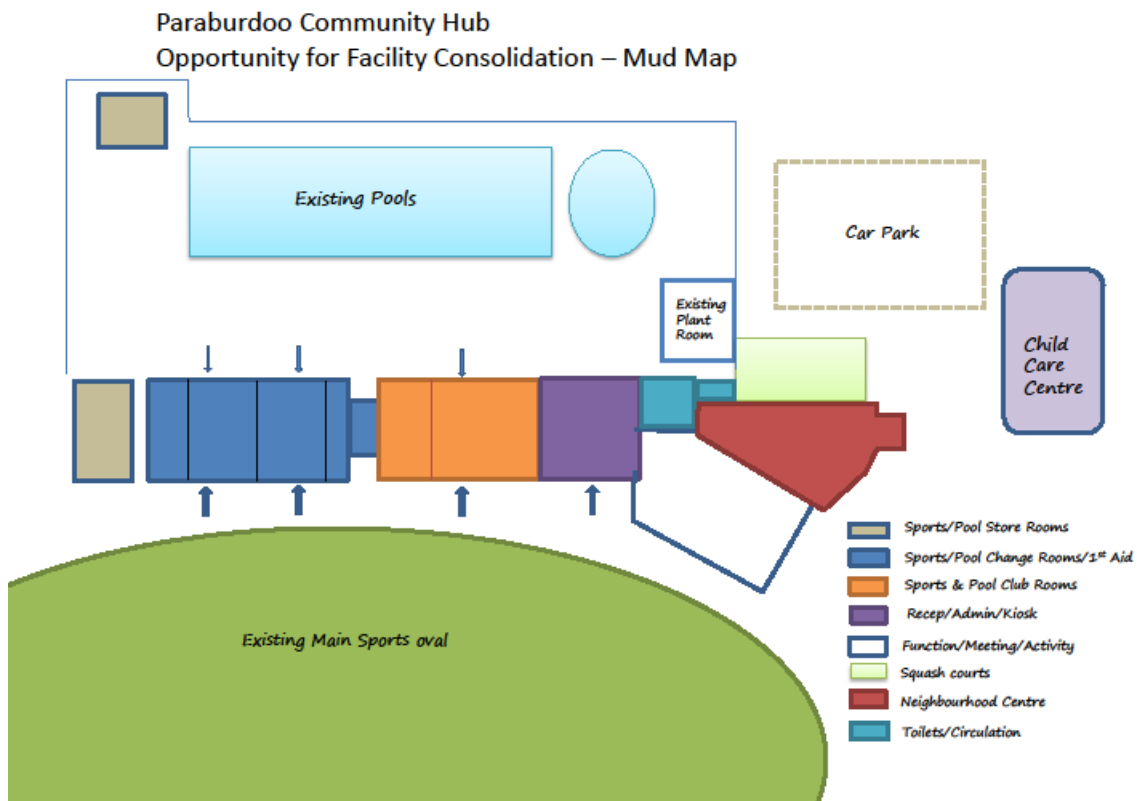 Paraburdoo Community Hub
Opportunity for Facility Consolidation – Mud Map
Existing Pools
Car Park
Existing
Plant
Room
Child
Care
Centre
Sports/Pool Store Rooms
Sports/Pool Change Rooms/1st Aid
Sports & Pool Club Rooms
Recep/Admin/Kiosk
Function/Meeting/Activity
Squash courts
Neighbourhood Centre
Toilets/Circulation
Existing Main Sports oval